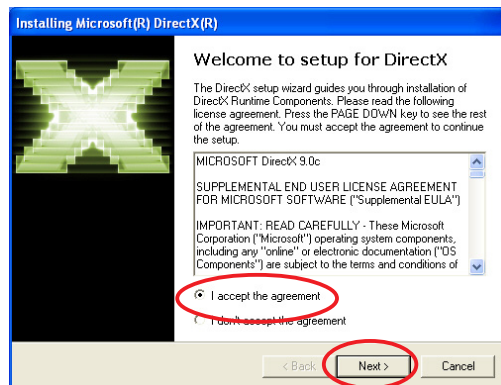 Installing Microsoft(R) DirectX(R)
Welcome to setup for DirectX
The DirectX setup wizard guides you through installation of
DirectX Runtime Components. Please read the following
license agreement. Press the PAGE DOWN key to see the rest
of the agreement. You must accept the agreement to continue
the setup.
MICROSOFT DirectX 9.0c
SUPPLEMENTAL END USER LICENSE AGREEMENT
FOR MICROSOFT SOFTWARE ("Supplemental EULA")
IMPORTANT: READ CAREFULLY - These Microsoft
Corporation ("Microsoft") operating system components,
including any "online" or electronic documentation ("OS
Components") are subject to the terms and conditions of
I accept the agreement
I don't accept the agreement
< Back Next > Cancel